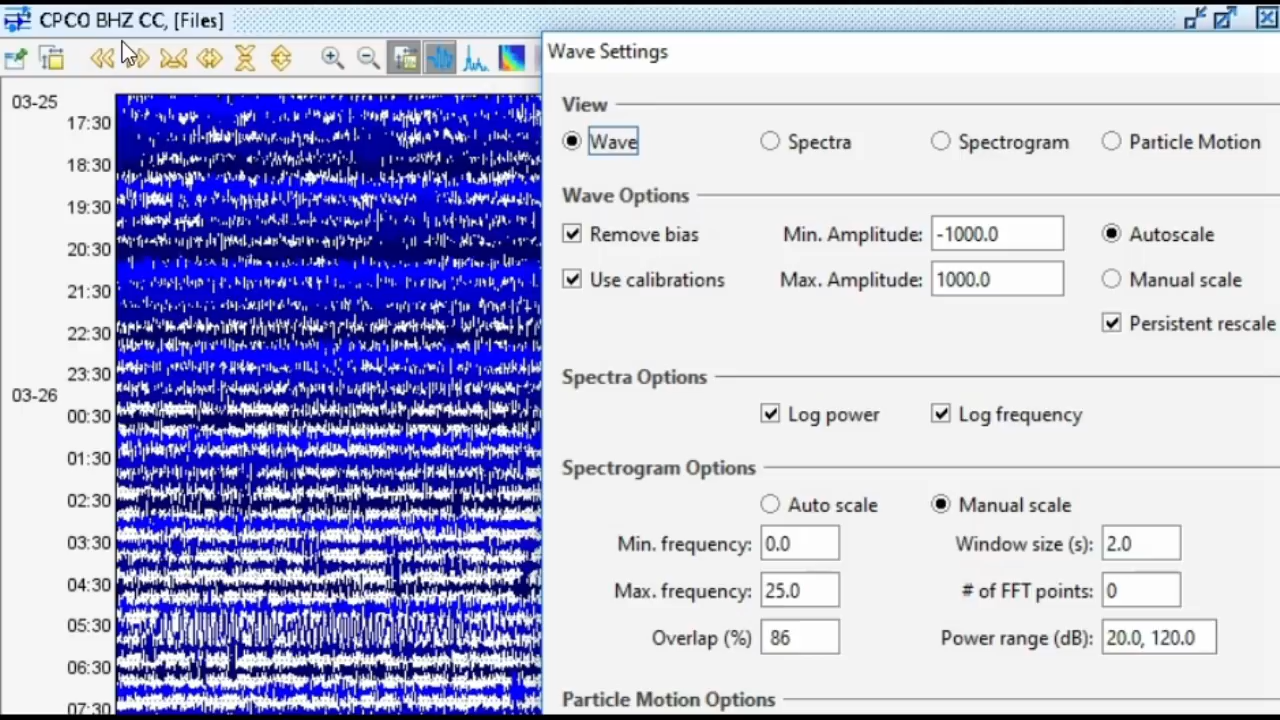 CPCO BHZ CC, [Files]
Wave Settings
03-25
17:30
18:30
19:30
20:30
21:30
22:30
23:30
03-26
00:30
01:30
02:30
03:30
04:30
05:30
06:30
07:30
View
Wave Spectra Spectrogram Particle Motion
Wave Options
Remove bias Min. Amplitude: -1000.0 Autoscale
Use calibrations Max. Amplitude: 1000.0 Manual scale
Persistent rescale
Spectra Options
Log power Log frequency
Spectrogram Options
Auto scale Manual scale
Min. frequency: 0.0 Window size (s): 2.0
Max. frequency: 25.0 # of FFT points: 0
Overlap (%) 86 Power range (dB): 20.0, 120.0
Particle Motion Options